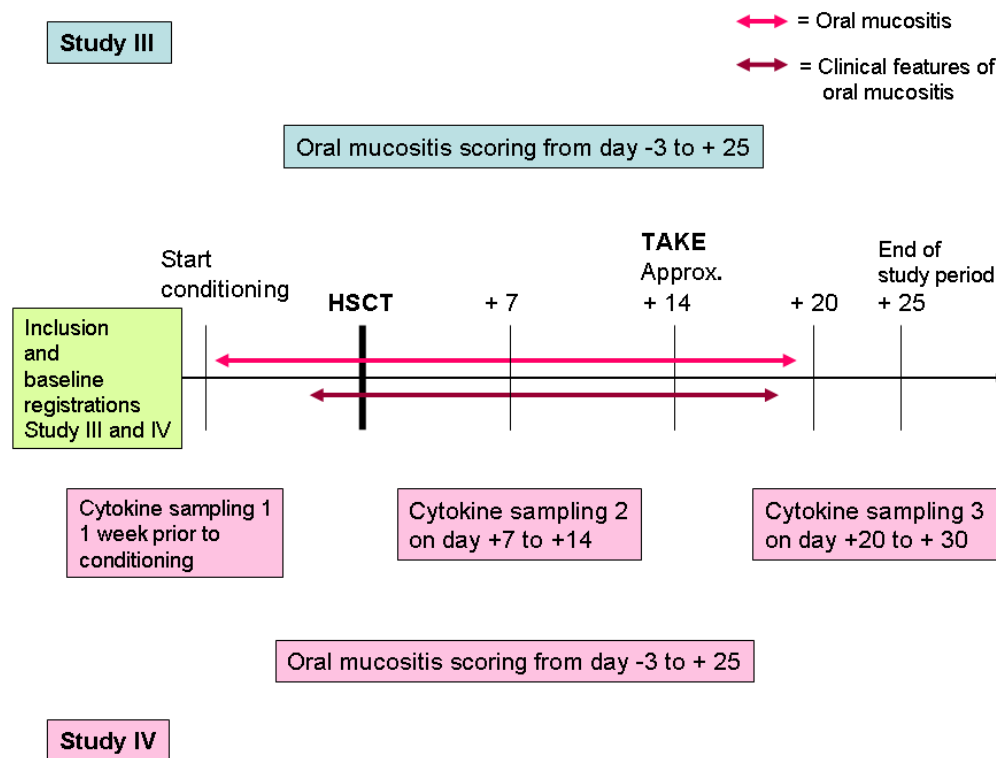 Study III
= Oral mucositis
= Clinical features of
oral mucositis
Oral mucositis scoring from day -3 to + 25
Start
conditioning
HSCT
+ 7
TAKE
Approx.
+ 14
+ 20
End of
study period
+ 25
Inclusion
and
baseline
registrations
Study III and IV
Cytokine sampling 1
1 week prior to
conditioning
Cytokine sampling 2
on day +7 to +14
Cytokine sampling 3
on day +20 to + 30
Oral mucositis scoring from day -3 to + 25
Study IV